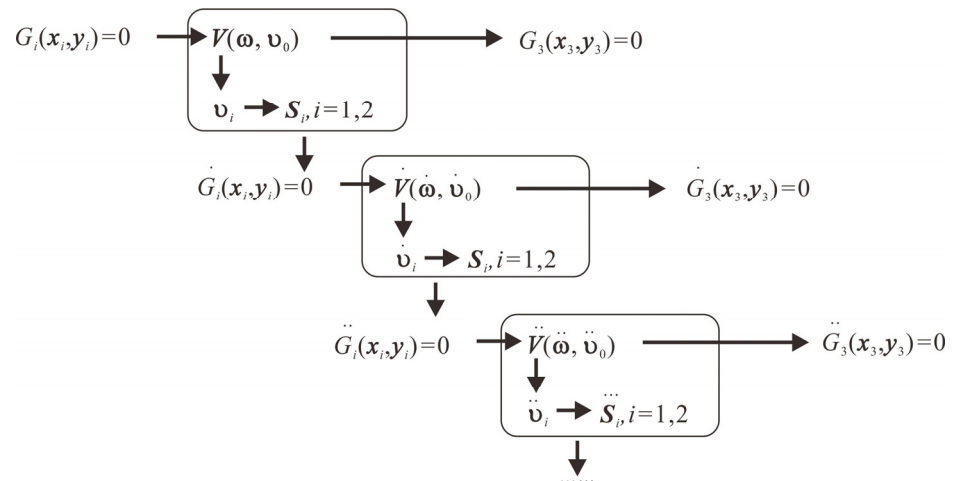 Gᵢ(xᵢ,yᵢ)=0 → V(ω, υ₀) → G₃(x₃,y₃)=0
↓
υᵢ → Sᵢ,i=1,2
↓
Ġᵢ(xᵢ,yᵢ)=0 → V̇(ω̇, υ̇₀) → Ġ₃(x₃,y₃)=0
↓
υ̇ᵢ → Sᵢ,i=1,2
↓
G̈ᵢ(xᵢ,yᵢ)=0 → V̈(ω̈, ϋ₀) → G̈₃(x₃,y₃)=0
↓
ϋᵢ → S⃛ᵢ,i=1,2
↓